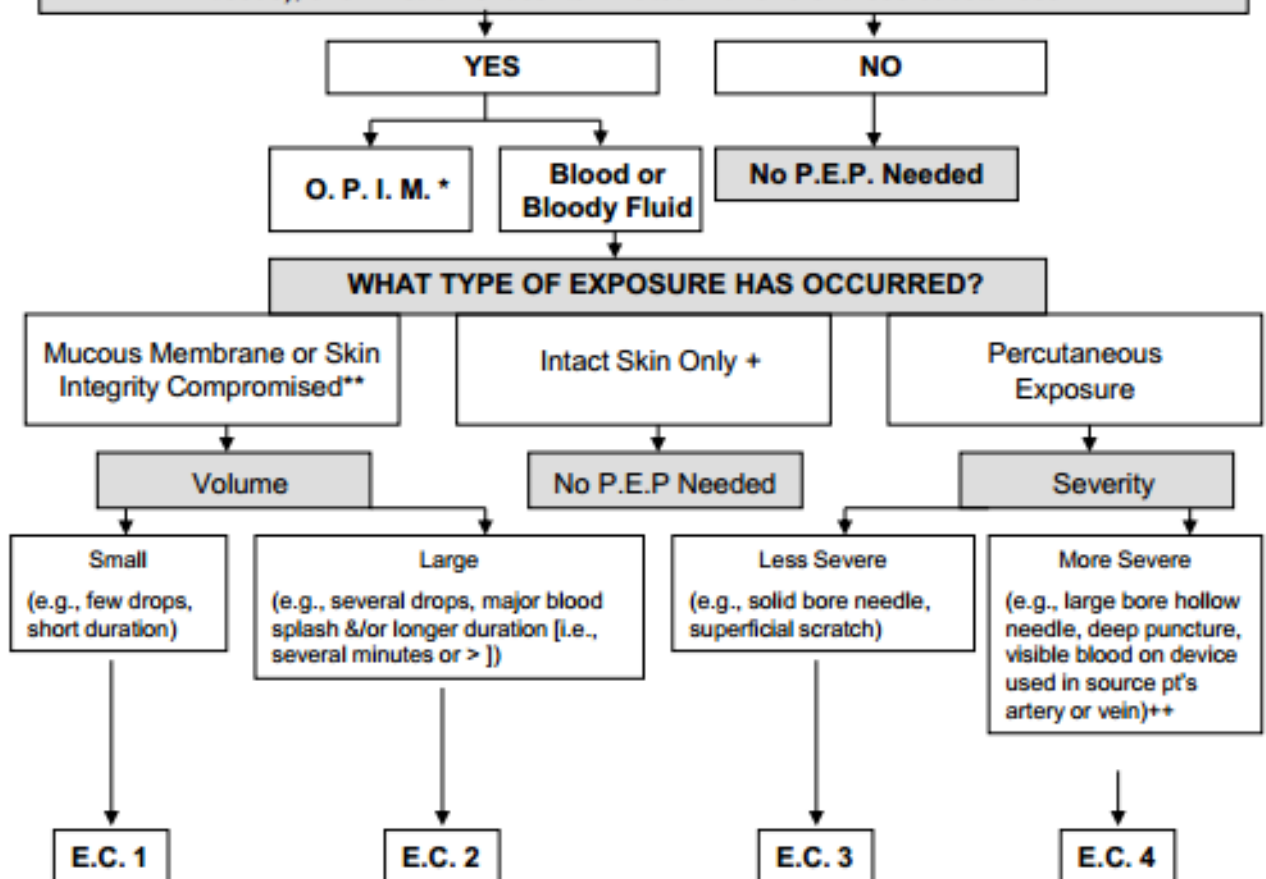 YES
NO
O. P. I. M. *
Blood or
Bloody Fluid
No P.E.P. Needed
WHAT TYPE OF EXPOSURE HAS OCCURRED?
Mucous Membrane or Skin
Integrity Compromised**
Intact Skin Only +
Percutaneous
Exposure
Volume
No P.E.P Needed
Severity
Small
(e.g., few drops,
short duration)
Large
(e.g., several drops, major blood
splash &/or longer duration [i.e.,
several minutes or > ])
Less Severe
(e.g., solid bore needle,
superficial scratch)
More Severe
(e.g., large bore hollow
needle, deep puncture,
visible blood on device
used in source pt's
artery or vein)++
E.C. 1
E.C. 2
E.C. 3
E.C. 4